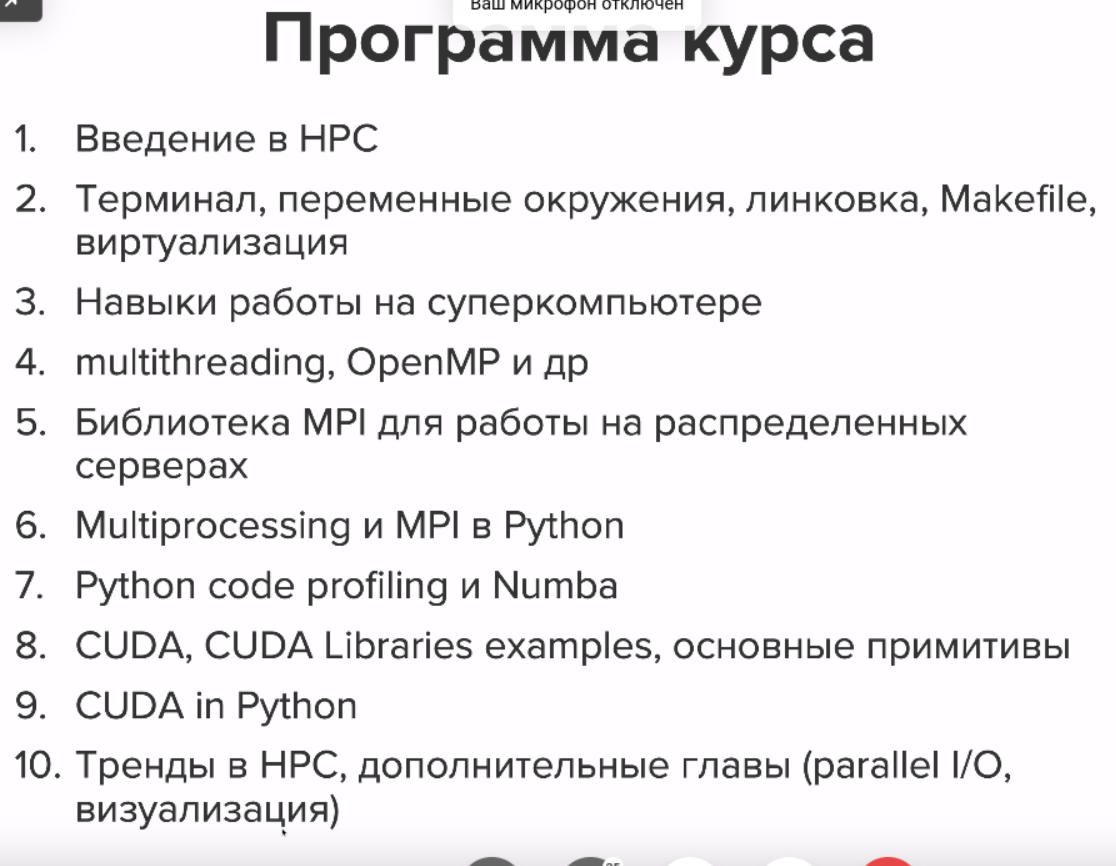 Ваш микрофон отключен
Программа курса
1. Введение в HPC
2. Терминал, переменные окружения, линковка, Makefile,
виртуализация
3. Навыки работы на суперкомпьютере
4. multithreading, OpenMP и др
5. Библиотека MPI для работы на распределенных
серверах
6. Multiprocessing и MPI в Python
7. Python code profiling и Numba
8. CUDA, CUDA Libraries examples, основные примитивы
9. CUDA in Python
10. Тренды в HPC, дополнительные главы (parallel I/O,
визуализация)